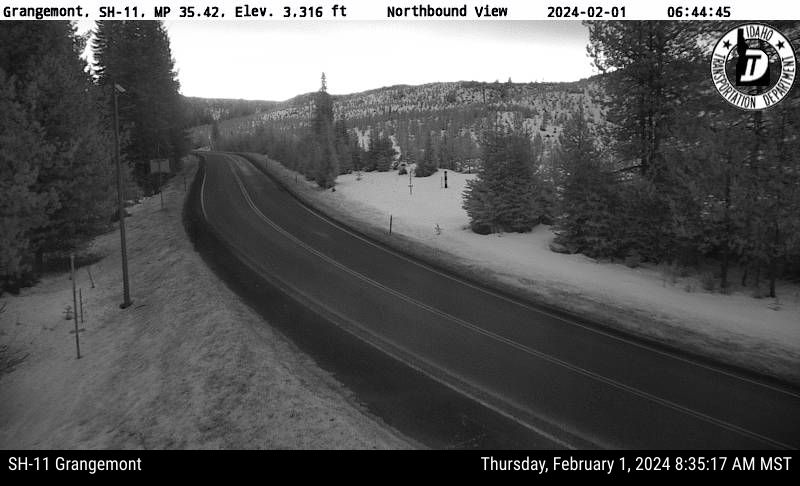 Grangemont, SH-11, MP 35.42, Elev. 3,316 ft Northbound View 2024-02-01 06:44:45
IDAHO
TRANSPORTATION DEPARTMENT
SH-11 Grangemont Thursday, February 1, 2024 8:35:17 AM MST